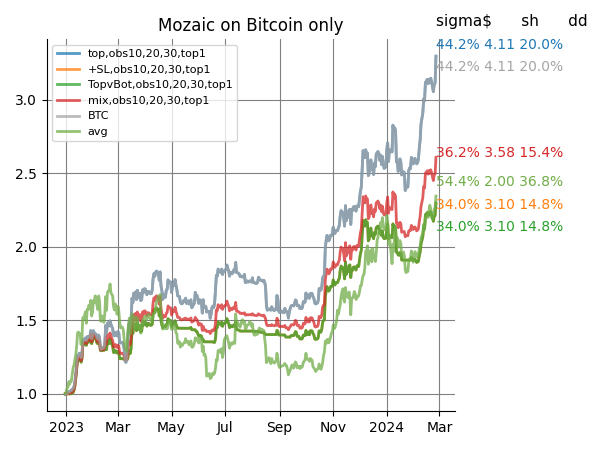 Mozaic on Bitcoin only
sigma$ sh dd
44.2% 4.11 20.0%
44.2% 4.11 20.0%
36.2% 3.58 15.4%
54.4% 2.00 36.8%
34.0% 3.10 14.8%
34.0% 3.10 14.8%
top,obs10,20,30,top1
+SL,obs10,20,30,top1
TopvBot,obs10,20,30,top1
mix,obs10,20,30,top1
BTC
avg
3.0
2.5
2.0
1.5
1.0
2023 Mar May Jul Sep Nov 2024 Mar